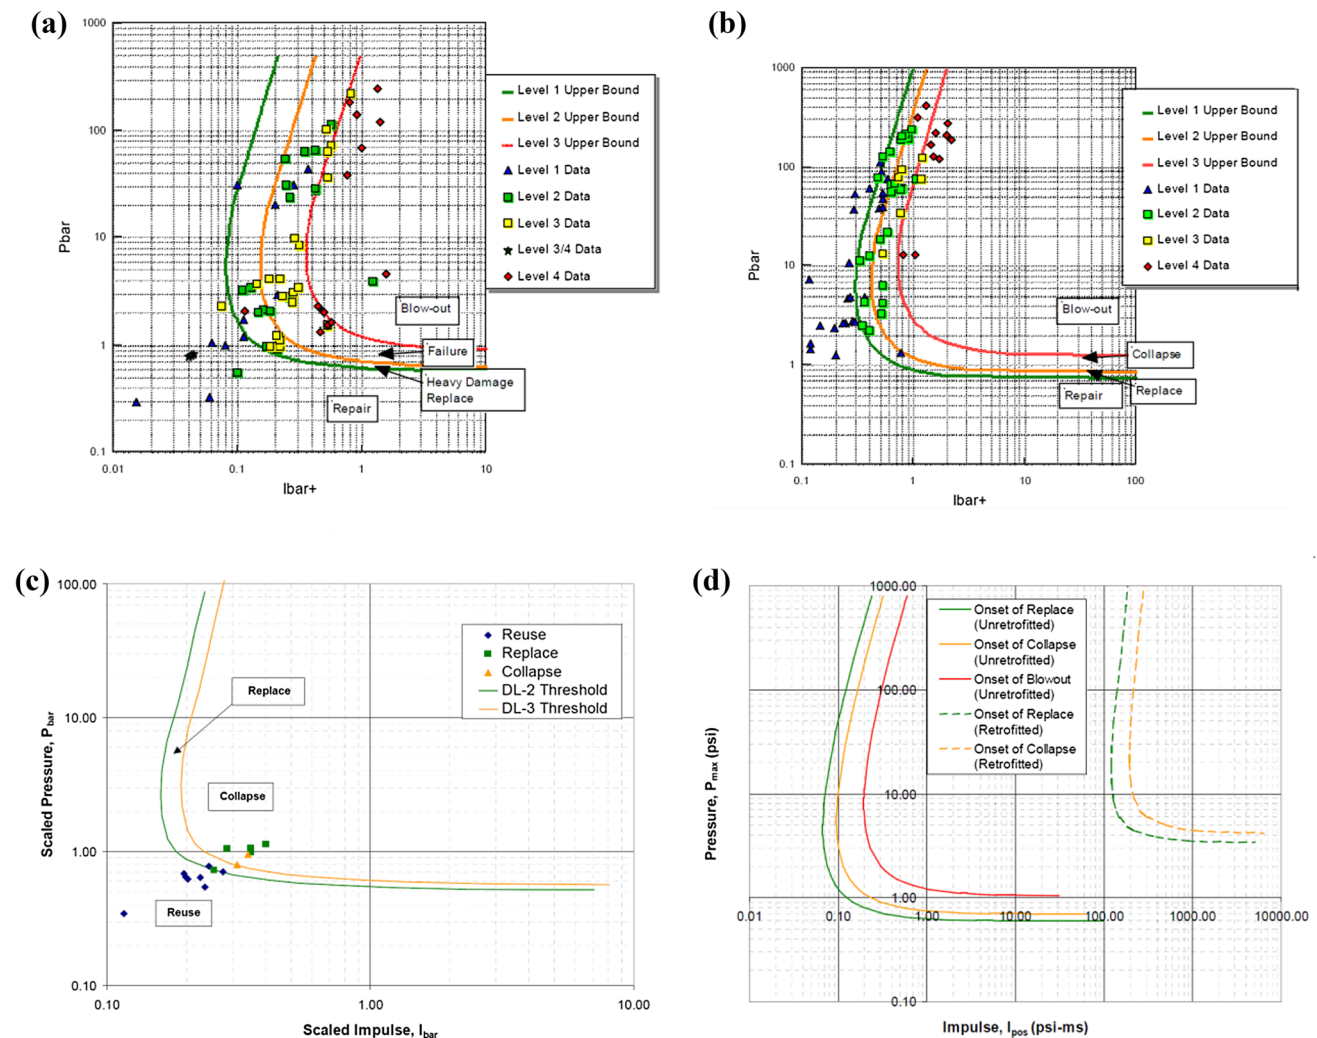 (a)
1000
100
10
1
0.1
Pbar
0.01
0.1
1
10
Ibar+
Level 1 Upper Bound
Level 2 Upper Bound
Level 3 Upper Bound
Level 1 Data
Level 2 Data
Level 3 Data
Level 3/4 Data
Level 4 Data
Blow-out
Failure
Heavy Damage
Replace
Repair
(b)
1000
100
10
1
0.1
Pbar
0.1
1
10
100
Ibar+
Level 1 Upper Bound
Level 2 Upper Bound
Level 3 Upper Bound
Level 1 Data
Level 2 Data
Level 3 Data
Level 4 Data
Blow-out
Collapse
Repair
Replace
(c)
100.00
10.00
1.00
0.10
Scaled Pressure, Pbar
0.10
1.00
10.00
Scaled Impulse, Ibar
Reuse
Replace
Collapse
DL-2 Threshold
DL-3 Threshold
Replace
Collapse
Reuse
(d)
1000.00
100.00
10.00
1.00
0.10
Pressure, Pmax (psi)
0.01
0.10
1.00
10.00
100.00
1000.00
10000.00
Impulse, Ipos (psi-ms)
Onset of Replace
(Unretrofitted)
Onset of Collapse
(Unretrofitted)
Onset of Blowout
(Unretrofitted)
Onset of Replace
(Retrofitted)
Onset of Collapse
(Retrofitted)